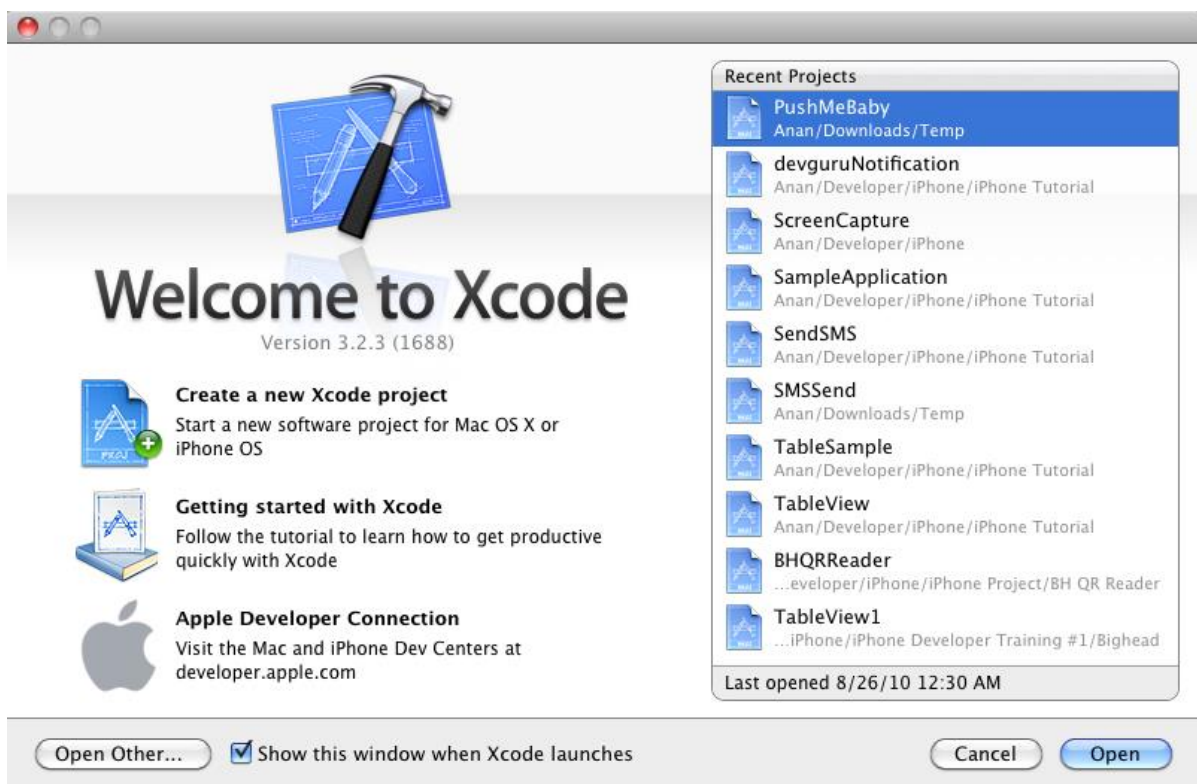 Welcome to Xcode
Version 3.2.3 (1688)
PROJ
Create a new Xcode project
Start a new software project for Mac OS X or
iPhone OS
Getting started with Xcode
Follow the tutorial to learn how to get productive
quickly with Xcode
Apple Developer Connection
Visit the Mac and iPhone Dev Centers at
developer.apple.com
Recent Projects
PushMeBaby
Anan/Downloads/Temp
devguruNotification
Anan/Developer/iPhone/iPhone Tutorial
ScreenCapture
Anan/Developer/iPhone
SampleApplication
Anan/Developer/iPhone/iPhone Tutorial
SendSMS
Anan/Developer/iPhone/iPhone Tutorial
SMSSend
Anan/Downloads/Temp
TableSample
Anan/Developer/iPhone/iPhone Tutorial
TableView
Anan/Developer/iPhone/iPhone Tutorial
BHQRReader
...eveloper/iPhone/iPhone Project/BH QR Reader
TableView1
...iPhone/iPhone Developer Training #1/Bighead
Last opened 8/26/10 12:30 AM
Open Other...
Show this window when Xcode launches
Cancel
Open